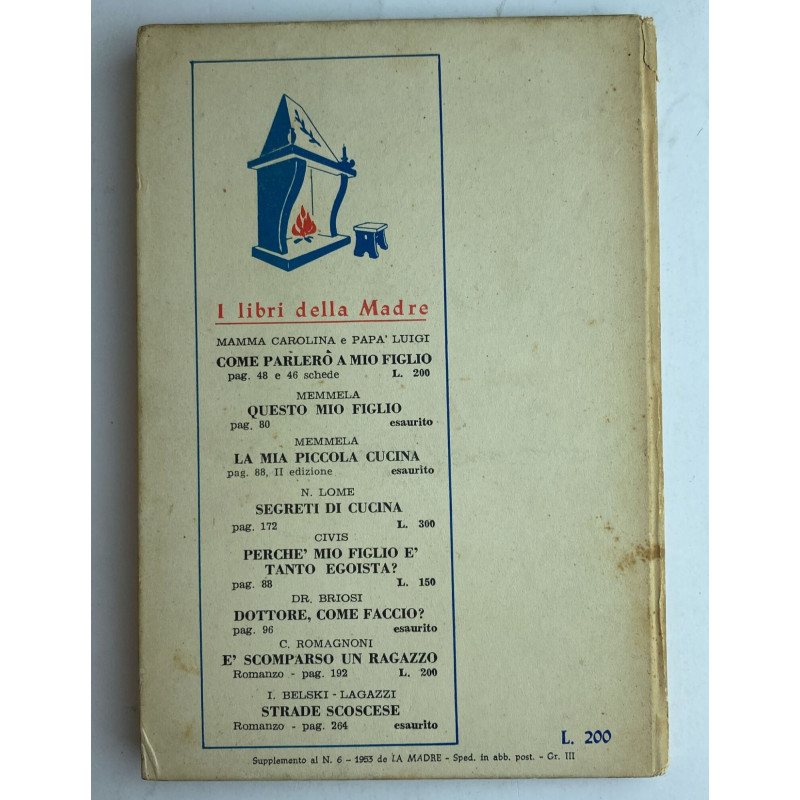 I libri della Madre
MAMMA CAROLINA e PAPA' LUIGI
COME PARLERÒ A MIO FIGLIO
pag. 48 e 46 schede L. 200
MEMMELA
QUESTO MIO FIGLIO
pag. 80 esaurito
MEMMELA
LA MIA PICCOLA CUCINA
pag. 88, II edizione esaurito
N. LOME
SEGRETI DI CUCINA
pag. 172 L. 300
CIVIS
PERCHE' MIO FIGLIO E'
TANTO EGOISTA?
pag. 88 L. 150
DR. BRIOSI
DOTTORE, COME FACCIO?
pag. 96 esaurito
C. ROMAGNONI
E' SCOMPARSO UN RAGAZZO
Romanzo - pag. 192 L. 200
I. BELSKI - LAGAZZI
STRADE SCOSCESE
Romanzo - pag. 264 esaurito
L. 200
Supplemento al N. 6 - 1953 de LA MADRE - Sped. in abb. post. - Gr. III